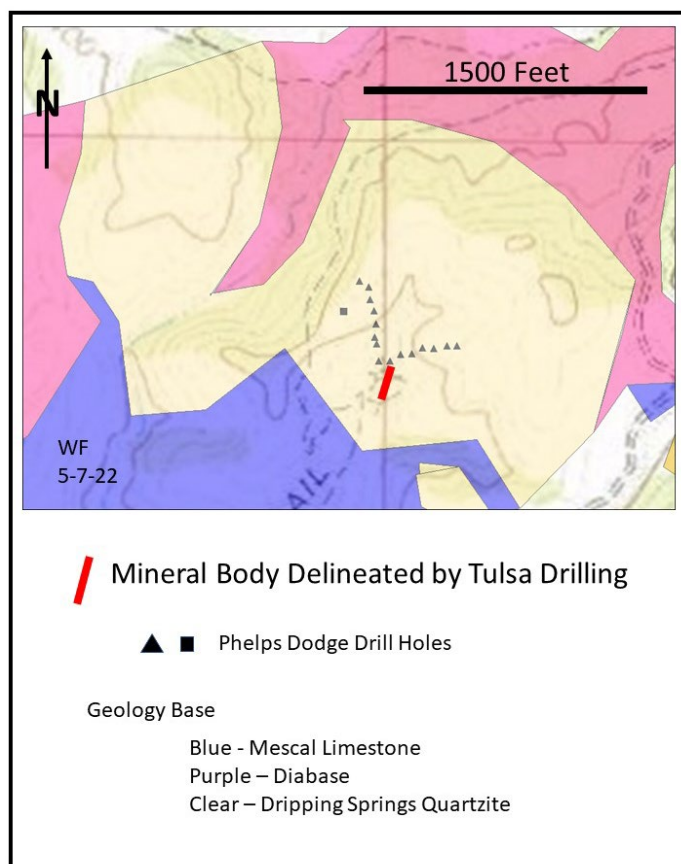 1500 Feet
N
WF
5-7-22
AIL
Mineral Body Delineated by Tulsa Drilling
Phelps Dodge Drill Holes
Geology Base
Blue - Mescal Limestone
Purple – Diabase
Clear – Dripping Springs Quartzite